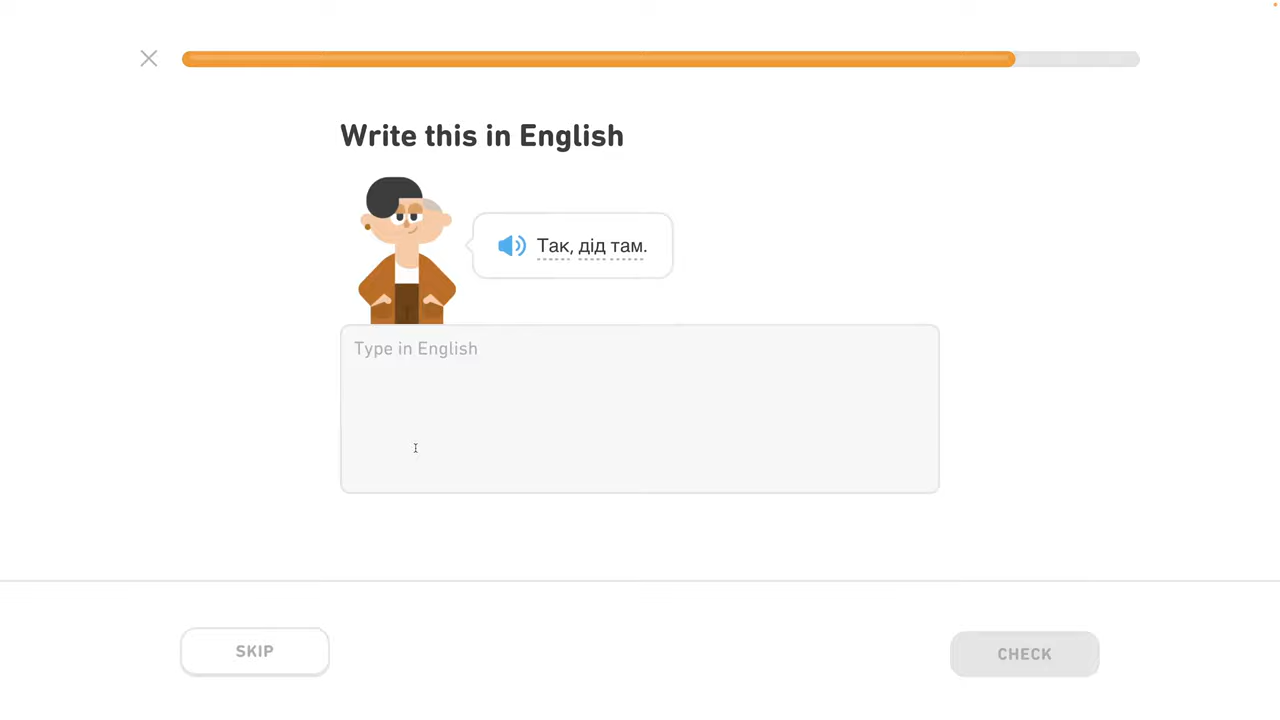 Write this in English
Так, дід там.
Type in English
SKIP
CHECK